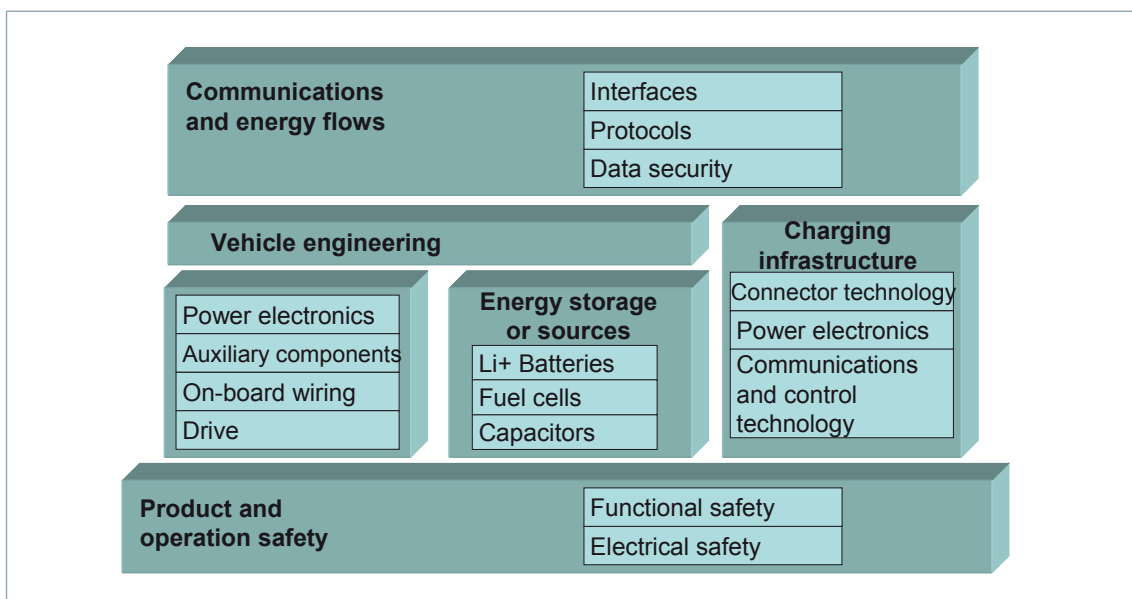 Communications
and energy flows
Interfaces
Protocols
Data security
Vehicle engineering
Power electronics
Auxiliary components
On-board wiring
Drive
Energy storage
or sources
Li+ Batteries
Fuel cells
Capacitors
Charging
infrastructure
Connector technology
Power electronics
Communications
and control
technology
Product and
operation safety
Functional safety
Electrical safety